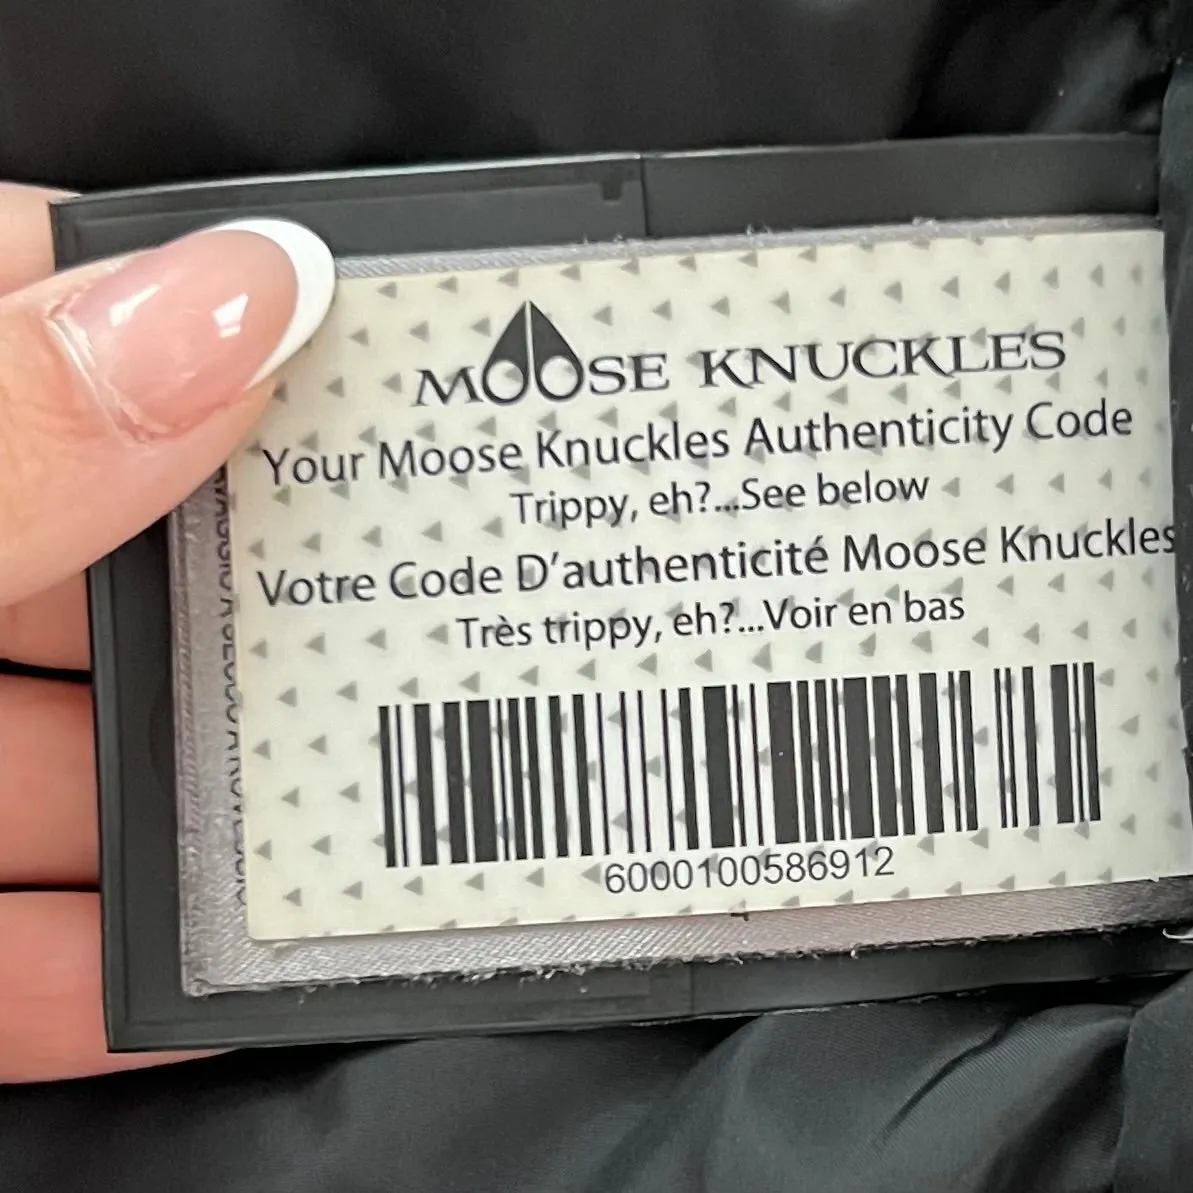 MOOSE KNUCKLES
Your Moose Knuckles Authenticity Code
Trippy, eh?...See below
Votre Code D'authenticité Moose Knuckles
Très trippy, eh?...Voir en bas
6000100586912